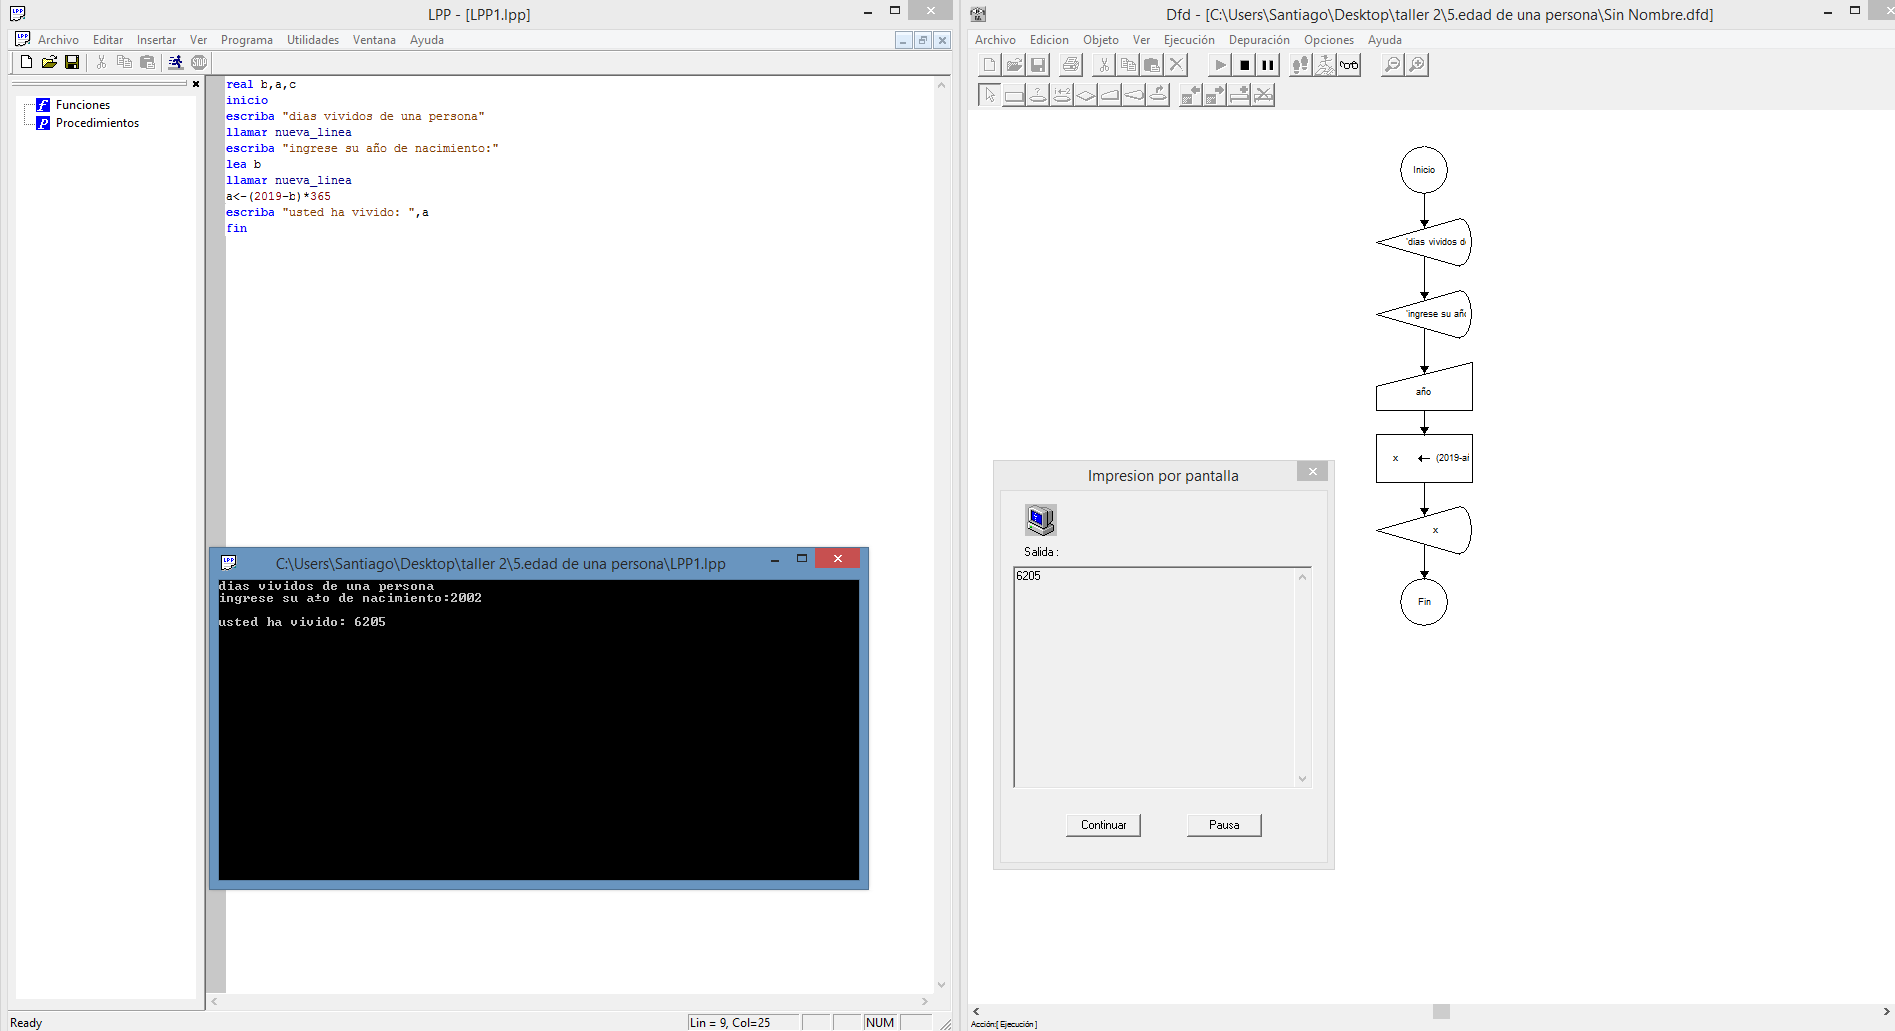 LPP - [LPP1.lpp]
Archivo Editar Insertar Ver Programa Utilidades Ventana Ayuda
Funciones
Procedimientos
real b,a,c
inicio
escriba "dias vividos de una persona"
llamar nueva_linea
escriba "ingrese su año de nacimiento:"
lea b
llamar nueva_linea
a<-(2019-b)*365
escriba "usted ha vivido: ",a
fin
C:\Users\Santiago\Desktop\taller 2\5.edad de una persona\LPP1.lpp
dias vividos de una persona
ingrese su a±o de nacimiento:2002
usted ha vivido: 6205
Ready
Lin = 9, Col=25
NUM
Dfd - [C:\Users\Santiago\Desktop\taller 2\5.edad de una persona\Sin Nombre.dfd]
Archivo Edicion Objeto Ver Ejecución Depuración Opciones Ayuda
Inicio
'dias vividos de
'ingrese su año
año
x ← (2019-añ
x
Fin
Impresion por pantalla
Salida :
6205
Continuar Pausa
Acción:[ Ejecución ]